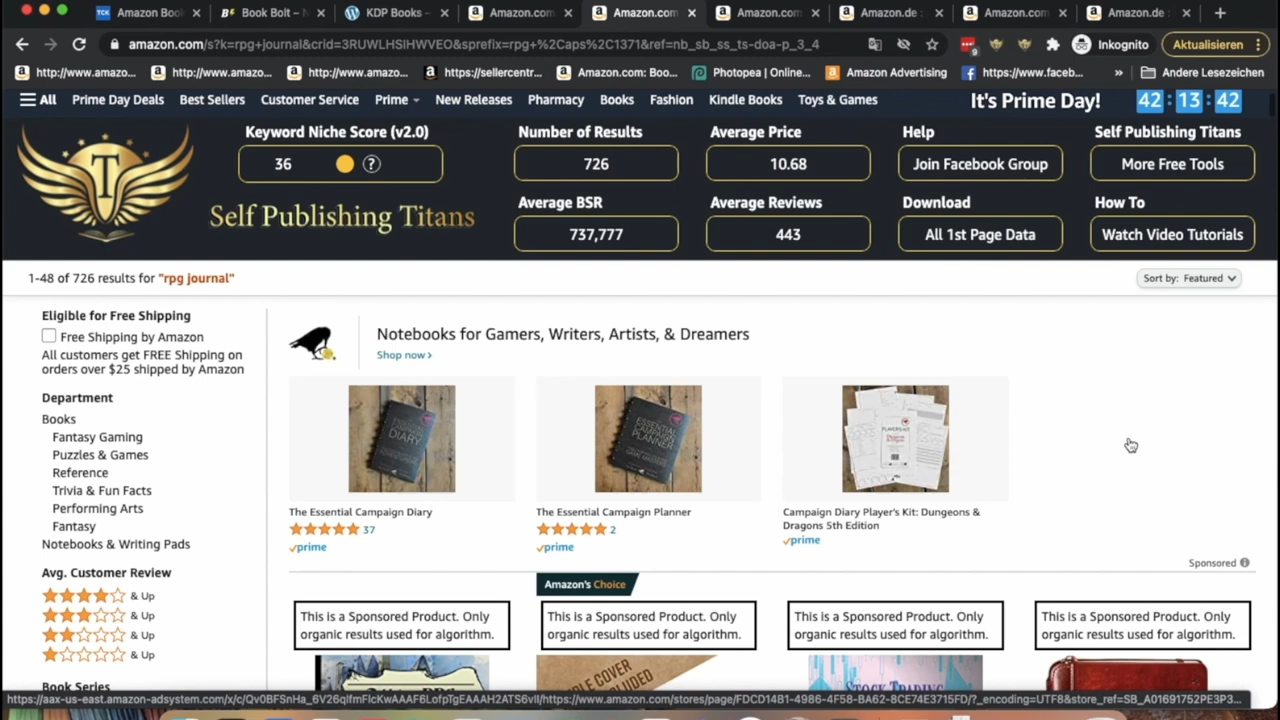 TCK Amazon Boo
Book Bolt – N
KDP Books –
Amazon.com
Amazon.com
Amazon.com
Amazon.de :
Amazon.com
Amazon.de :
amazon.com/s?k=rpg+journal&crid=3RUWLHSIHWVEO&sprefix=rpg+%2Caps%2C1371&ref=nb_sb_ss_ts-doa-p_3_4
9
Inkognito
Aktualisieren
http://www.amaz...
http://www.amazo...
http://www.amazo...
https://sellercentr...
Amazon.com: Boo...
Photopea | Online...
Amazon Advertising
https://www.faceb...
»
Andere Lesezeichen
All
Prime Day Deals
Best Sellers
Customer Service
Prime
New Releases
Pharmacy
Books
Fashion
Kindle Books
Toys & Games
It's Prime Day!
42 : 13 : 42
T
Self Publishing Titans
Keyword Niche Score (v2.0)
36 ?
Number of Results
726
Average Price
10.68
Help
Join Facebook Group
Self Publishing Titans
More Free Tools
Average BSR
737,777
Average Reviews
443
Download
All 1st Page Data
How To
Watch Video Tutorials
1-48 of 726 results for "rpg journal"
Sort by: Featured
Eligible for Free Shipping
Free Shipping by Amazon
All customers get FREE Shipping on
orders over $25 shipped by Amazon
Department
Books
Fantasy Gaming
Puzzles & Games
Reference
Trivia & Fun Facts
Performing Arts
Fantasy
Notebooks & Writing Pads
Avg. Customer Review
& Up
& Up
& Up
& Up
Book Series
Notebooks for Gamers, Writers, Artists, & Dreamers
Shop now ›
DIARY
ESSENTIAL
CAMPAIGN
PLANNER
The Essential Campaign Diary
37
prime
The Essential Campaign Planner
2
prime
Campaign Diary Player's Kit: Dungeons &
Dragons 5th Edition
prime
Sponsored
Amazon's Choice
This is a Sponsored Product. Only
organic results used for algorithm.
This is a Sponsored Product. Only
organic results used for algorithm.
This is a Sponsored Product. Only
organic results used for algorithm.
This is a Sponsored Product. Only
organic results used for algorithm.
STOCK TRADING